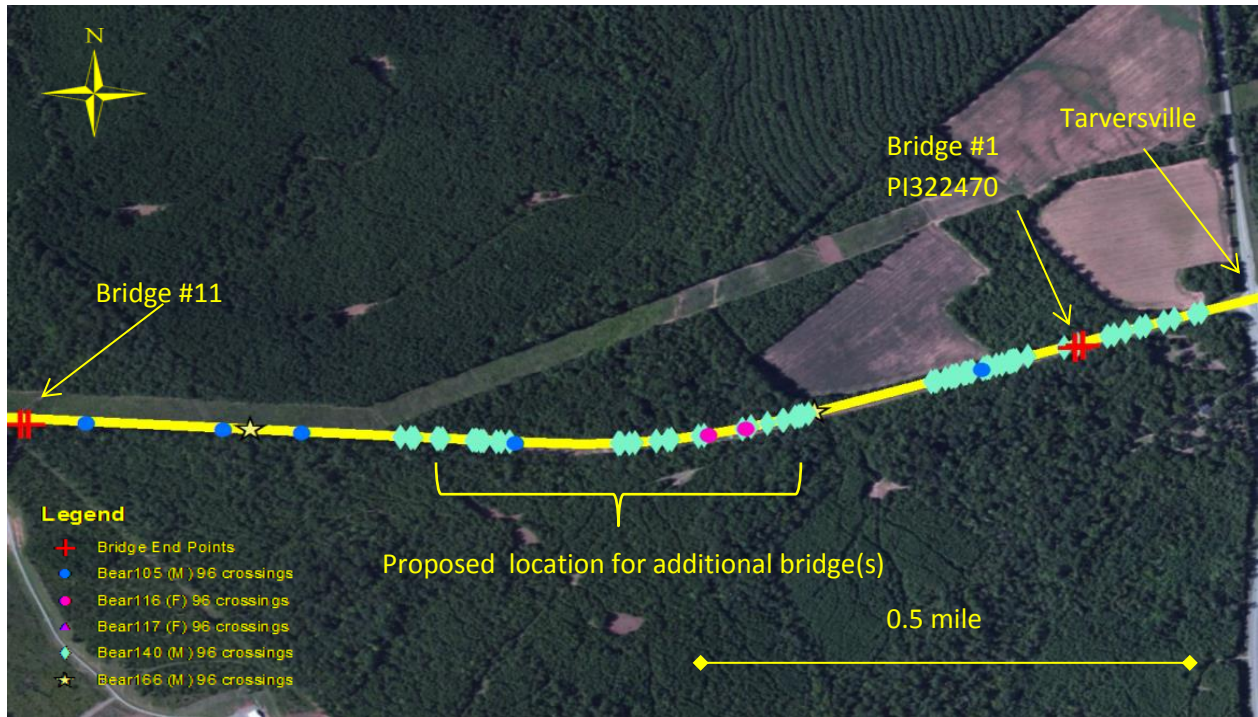 N
Tarversville
Bridge #1
PI322470
Bridge #11
Legend
Bridge End Points
Bear105 (M) 96 crossings
Bear116 (F) 96 crossings
Bear117 (F) 96 crossings
Bear140 (M) 96 crossings
Bear166 (M) 96 crossings
Proposed location for additional bridge(s)
0.5 mile